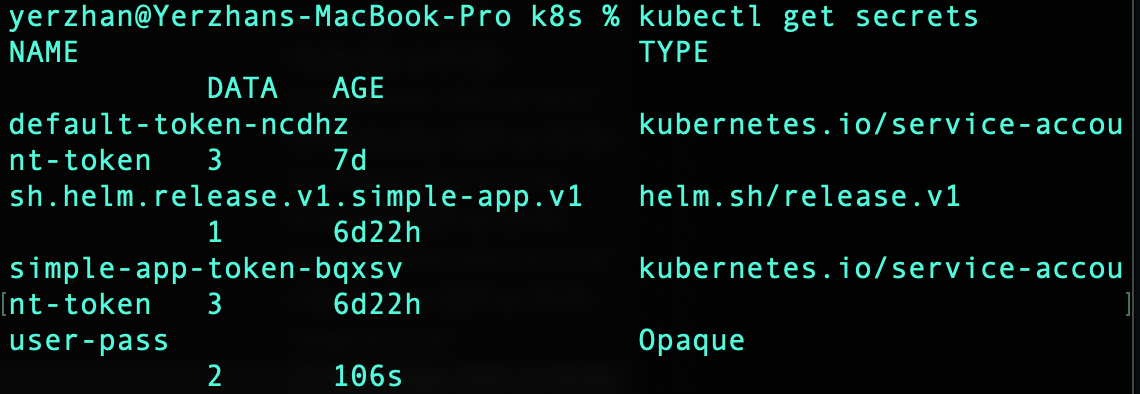 yerzhan@Yerzhans-MacBook-Pro k8s % kubectl get secrets
NAME                                TYPE
           DATA   AGE
default-token-ncdhz                 kubernetes.io/service-accou
nt-token   3      7d
sh.helm.release.v1.simple-app.v1   helm.sh/release.v1
           1      6d22h
simple-app-token-bqxsv              kubernetes.io/service-accou
[nt-token   3      6d22h                                       ]
user-pass                           Opaque
           2      106s